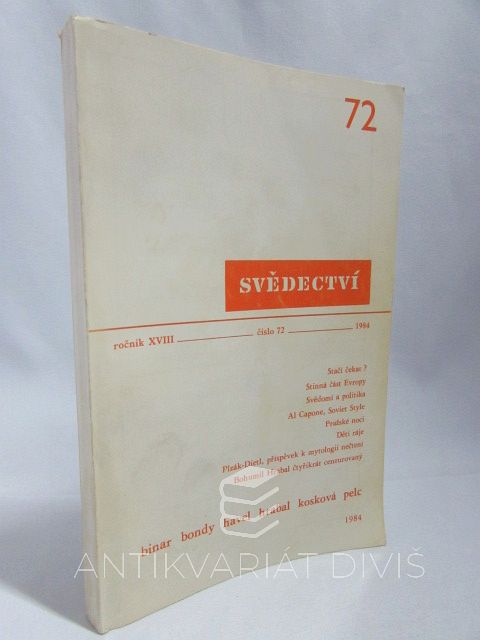 72
SVĚDECTVÍ
ročník XVIII číslo 72 1984
Stačí čekat?
Stinná část Evropy
Svědomí a politika
Al Capone, Soviet Style
Pražské noci
Děti ráje
Plzák-Dietl, příspěvek k mytologii nečtení
Bohumil Hrabal čtyřikrát cenzurovaný
binar bondy havel hrabal kosková pelc
1984
ANTIKVARIÁT DIVIŠ